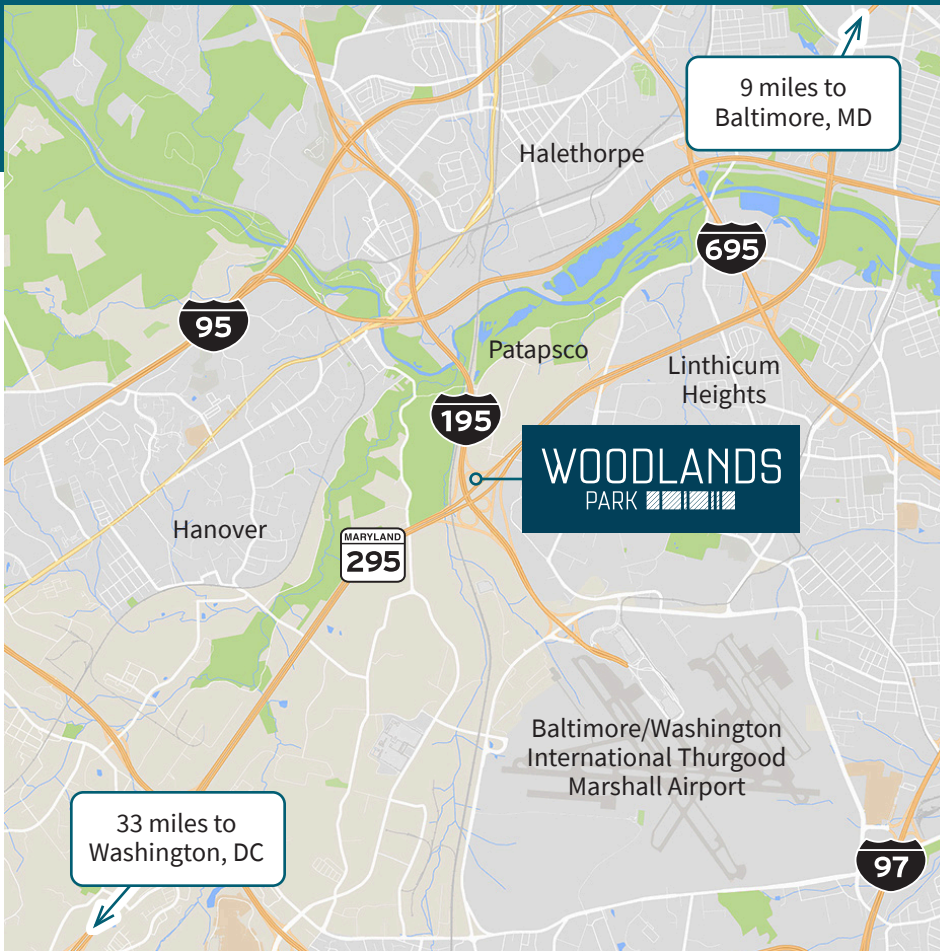 9 miles to
Baltimore, MD
Halethorpe
695
95
Patapsco
Linthicum
Heights
195
WOODLANDS
PARK
Hanover
MARYLAND
295
Baltimore/Washington
International Thurgood
Marshall Airport
33 miles to
Washington, DC
97